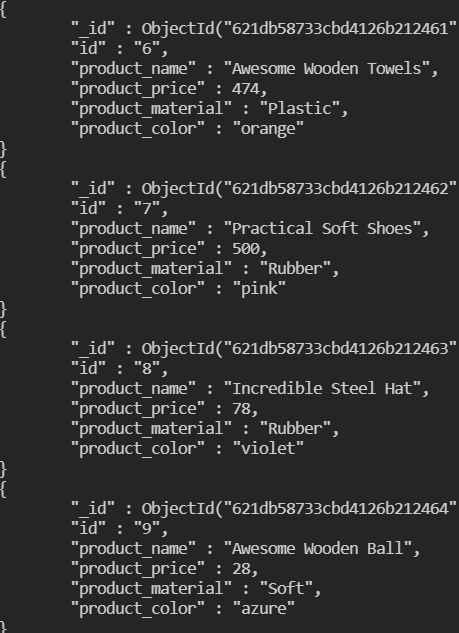 {
"_id" : ObjectId("621db58733cbd4126b212461"
"id" : "6",
"product_name" : "Awesome Wooden Towels",
"product_price" : 474,
"product_material" : "Plastic",
"product_color" : "orange"
}
{
"_id" : ObjectId("621db58733cbd4126b212462"
"id" : "7",
"product_name" : "Practical Soft Shoes",
"product_price" : 500,
"product_material" : "Rubber",
"product_color" : "pink"
}
{
"_id" : ObjectId("621db58733cbd4126b212463"
"id" : "8",
"product_name" : "Incredible Steel Hat",
"product_price" : 78,
"product_material" : "Rubber",
"product_color" : "violet"
}
{
"_id" : ObjectId("621db58733cbd4126b212464"
"id" : "9",
"product_name" : "Awesome Wooden Ball",
"product_price" : 28,
"product_material" : "Soft",
"product_color" : "azure"
}